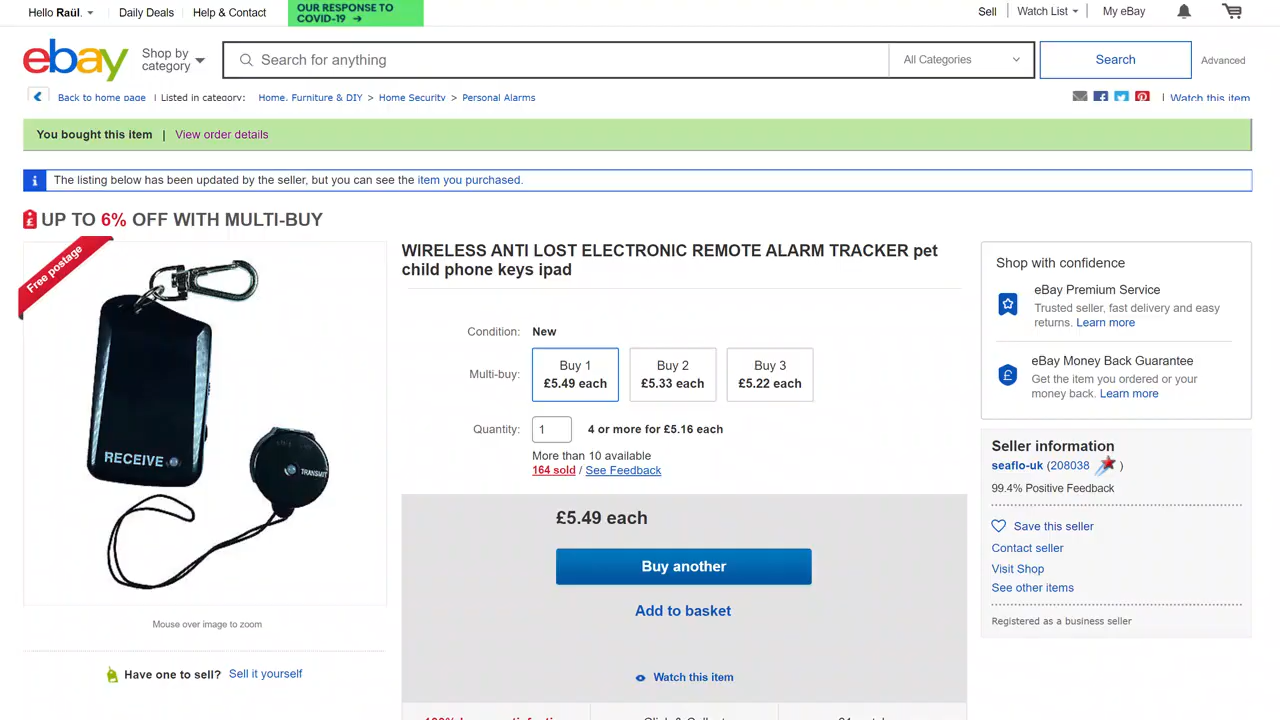 Hello Raül.
Daily Deals
Help & Contact
OUR RESPONSE TO
COVID-19 →
Sell
Watch List
My eBay
ebay
Shop by
category
Search for anything
All Categories
Search
Advanced
Back to home page
| Listed in category:
Home, Furniture & DIY > Home Security > Personal Alarms
| Watch this item
You bought this item | View order details
The listing below has been updated by the seller, but you can see the item you purchased.
UP TO 6% OFF WITH MULTI-BUY
Free postage
RECEIVE
TRANSMIT
Mouse over image to zoom
Have one to sell? Sell it yourself
WIRELESS ANTI LOST ELECTRONIC REMOTE ALARM TRACKER pet
child phone keys ipad
Condition: New
Multi-buy:
Buy 1
£5.49 each
Buy 2
£5.33 each
Buy 3
£5.22 each
Quantity: 1
4 or more for £5.16 each
More than 10 available
164 sold / See Feedback
£5.49 each
Buy another
Add to basket
Watch this item
Shop with confidence
eBay Premium Service
Trusted seller, fast delivery and easy
returns. Learn more
eBay Money Back Guarantee
Get the item you ordered or your
money back. Learn more
Seller information
seaflo-uk (208038 )
99.4% Positive Feedback
Save this seller
Contact seller
Visit Shop
See other items
Registered as a business seller